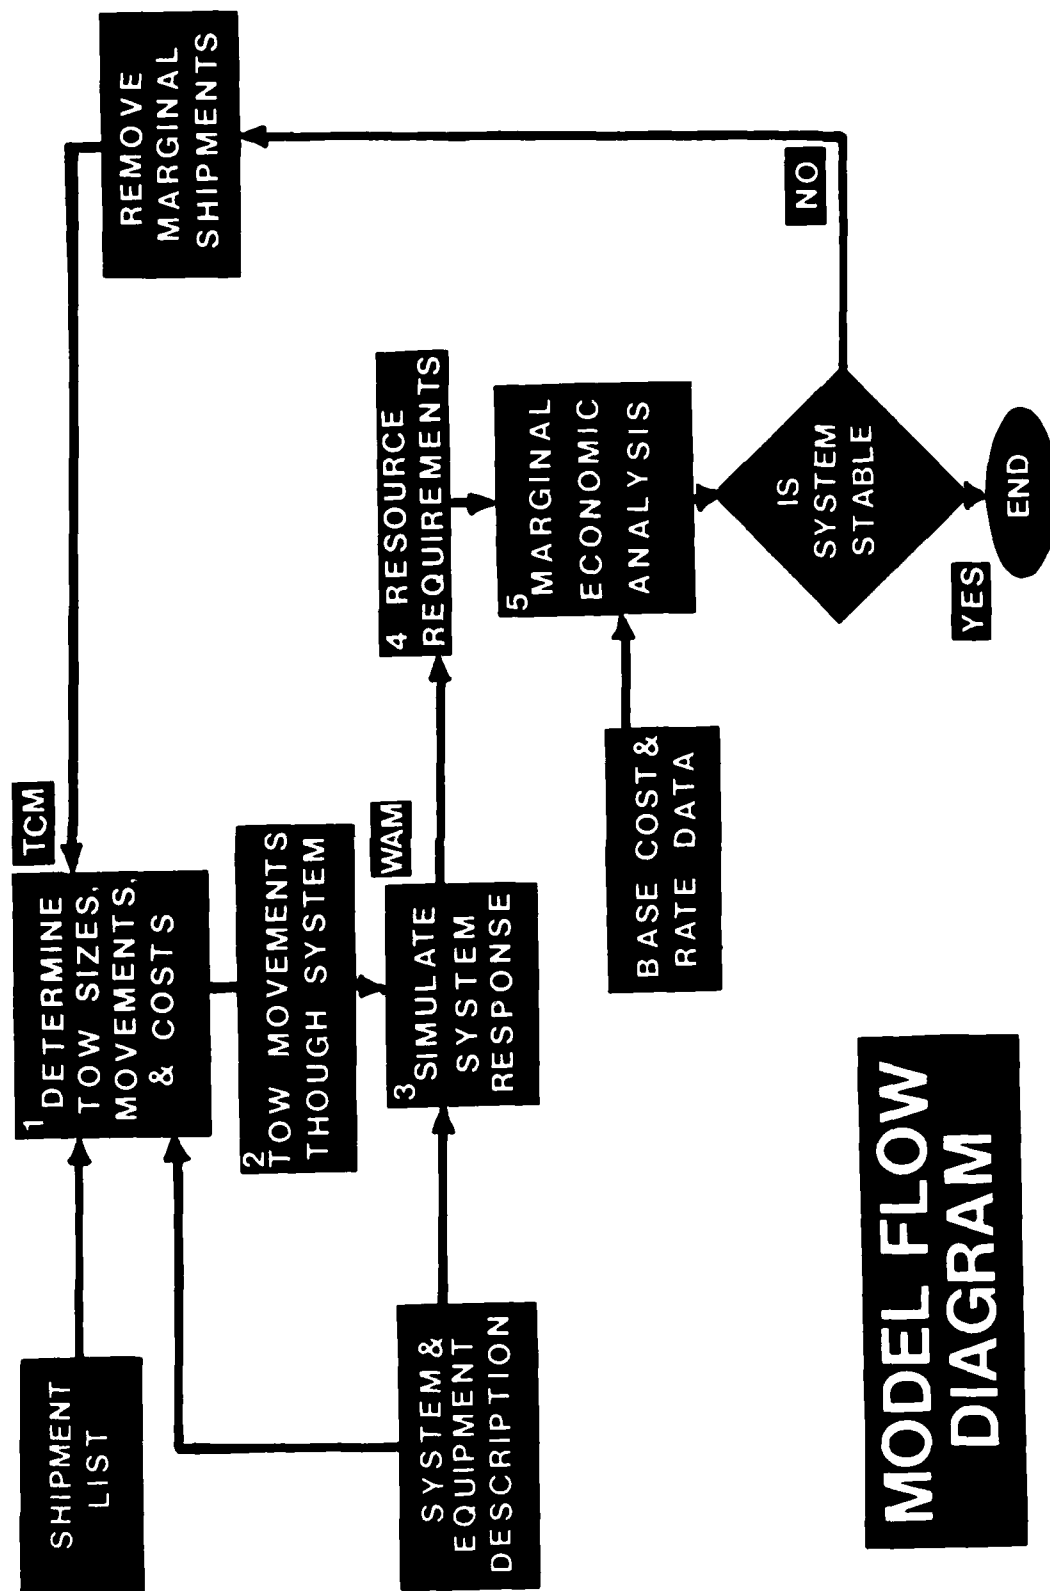 SHIPMENT
LIST
1 DETERMINE
TOW SIZES,
MOVEMENTS,
& COSTS
TCM
REMOVE
MARGINAL
SHIPMENTS
2
TOW MOVEMENTS
THOUGH SYSTEM
SYSTEM &
EQUIPMENT
DESCRIPTION
3 SIMULATE
SYSTEM
RESPONSE
WAM
4 RESOURCE
REQUIREMENTS
5 MARGINAL
ECONOMIC
ANALYSIS
BASE COST &
RATE DATA
IS
SYSTEM
STABLE
NO
YES
END
MODEL FLOW
DIAGRAM